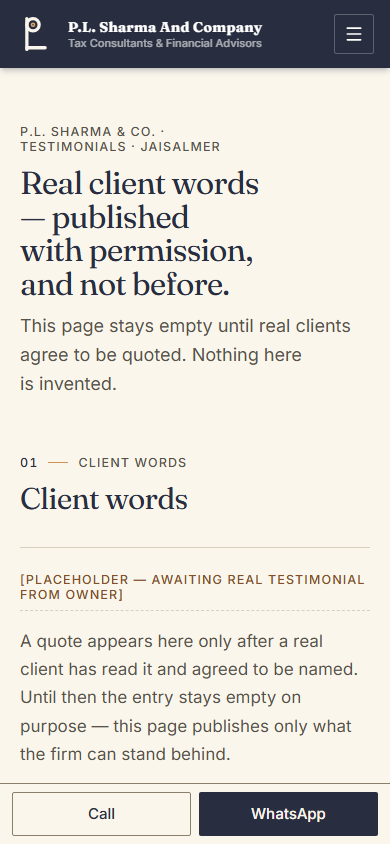 P.L. Sharma And Company
Tax Consultants & Financial Advisors
P.L. SHARMA & CO. ·
TESTIMONIALS · JAISALMER
Real client words
— published
with permission,
and not before.
This page stays empty until real clients
agree to be quoted. Nothing here
is invented.
01 — CLIENT WORDS
Client words
[PLACEHOLDER — AWAITING REAL TESTIMONIAL
FROM OWNER]
A quote appears here only after a real
client has read it and agreed to be named.
Until then the entry stays empty on
purpose — this page publishes only what
the firm can stand behind.
Call
WhatsApp